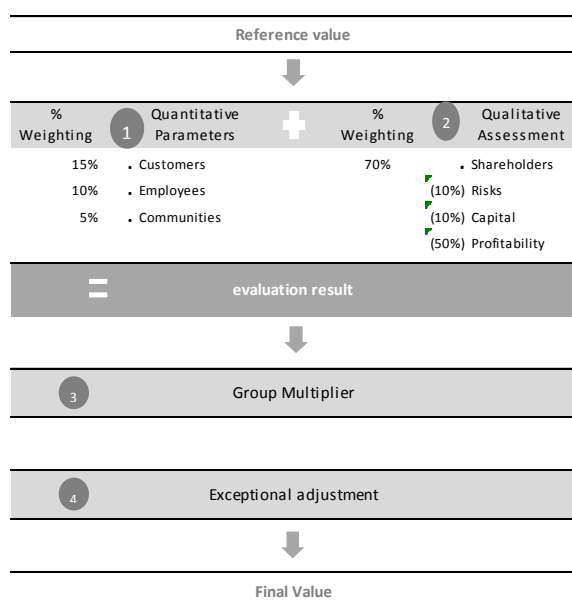 Reference value
% Weighting 1 Quantitative Parameters + % Weighting 2 Qualitative Assessment
15% . Customers 70% . Shareholders
10% . Employees (10%) Risks
5% . Communities (10%) Capital
(50%) Profitability
= evaluation result
3 Group Multiplier
4 Exceptional adjustment
Final Value